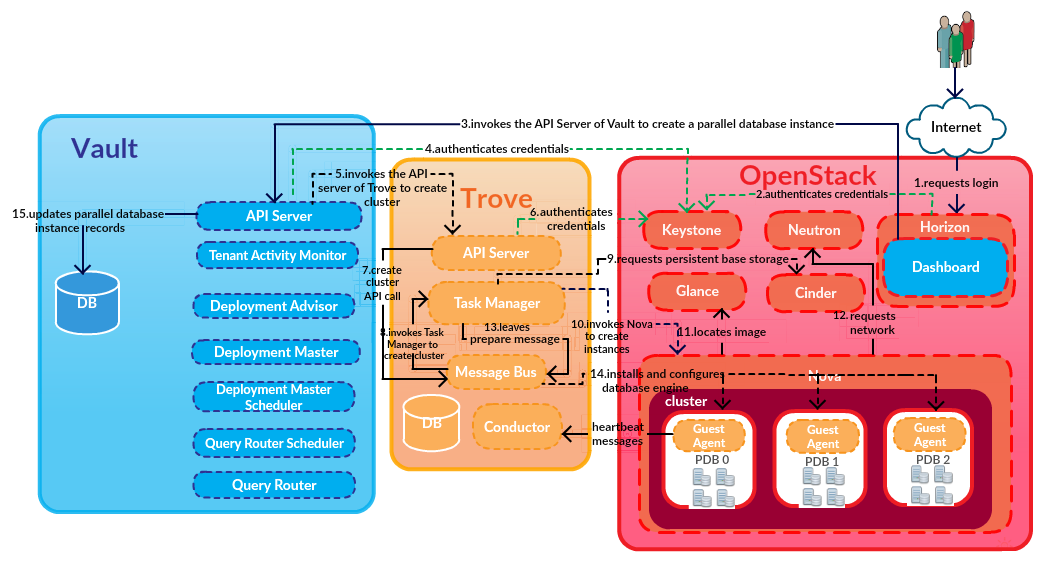 Internet
3.invokes the API Server of Vault to create a parallel database instance
Vault
4.authenticates credentials
5.invokes the API
server of Trove to create
cluster
OpenStack
1.requests login
2.authenticates credentials
Trove
15.updates parallel database
instance records
API Server
6.authenticates
credentials
Keystone
Neutron
Horizon
Dashboard
Tenant Activity Monitor
API Server
9.requests persistent base storage
7.create
cluster
API call
DB
Deployment Advisor
Task Manager
Glance
Cinder
8.invokes Task
Manager to
create cluster
13.leaves
prepare message
10.invokes Nova
to create
instances
11.locates image
12.requests
network
Deployment Master
Message Bus
14.installs and configures
database engine
Nova
cluster
Deployment Master
Scheduler
DB
Conductor
heartbeat
messages
Guest
Agent
PDB 0
Guest
Agent
PDB 1
Guest
Agent
PDB 2
Query Router Scheduler
Query Router